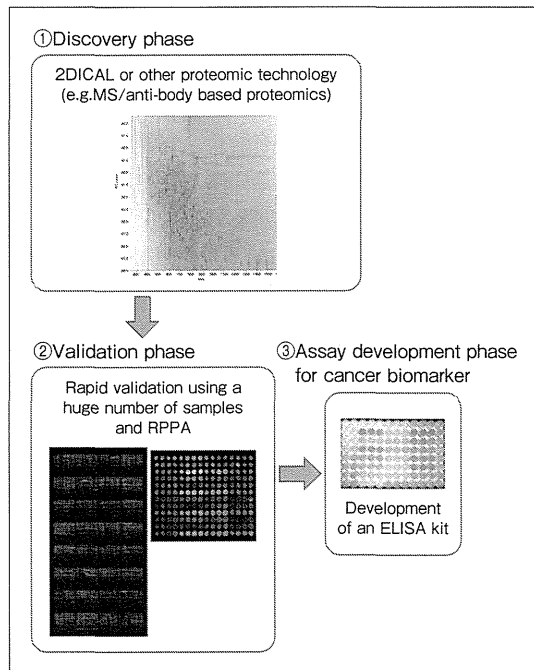 ①Discovery phase
2DICAL or other proteomic technology
(e.g.MS/anti-body based proteomics)
②Validation phase
Rapid validation using a
huge number of samples
and RPPA
③Assay development phase
for cancer biomarker
Development
of an ELISA kit